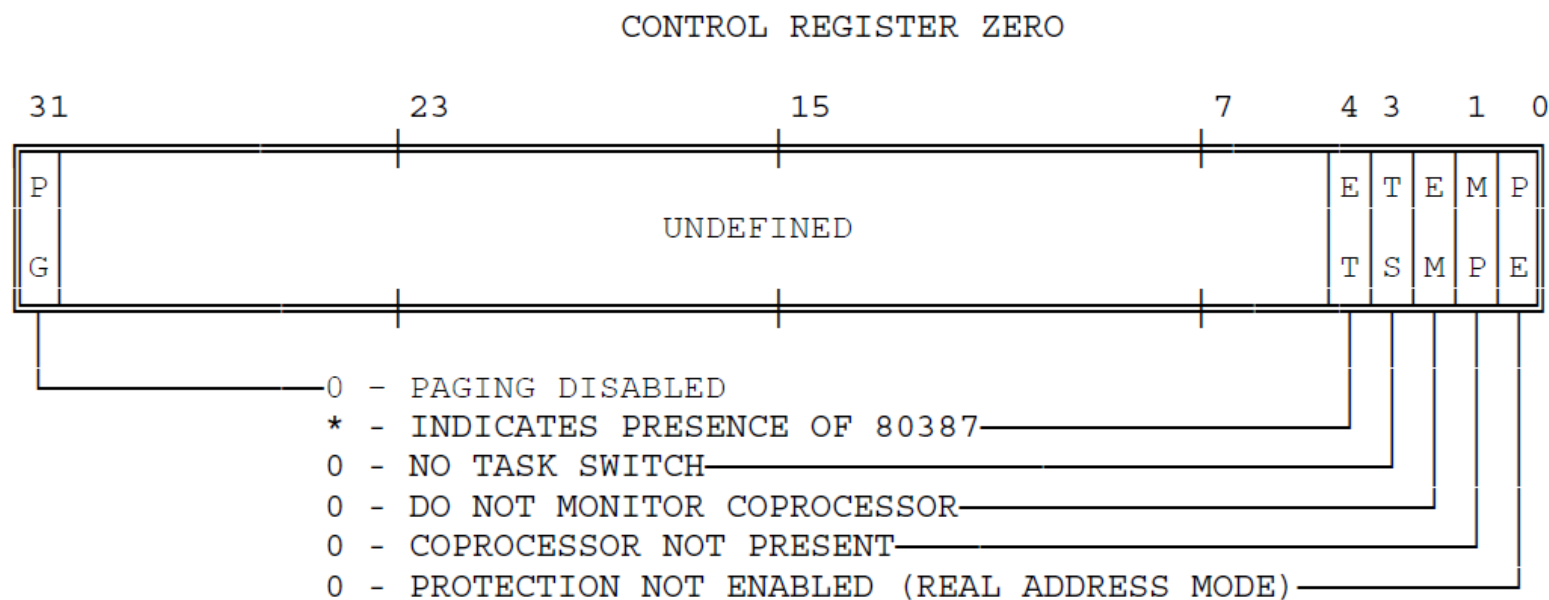 CONTROL REGISTER ZERO
31 23 15 7 4 3 1 0
P E T E M P
UNDEFINED
G T S M P E
0 - PAGING DISABLED
* - INDICATES PRESENCE OF 80387
0 - NO TASK SWITCH
0 - DO NOT MONITOR COPROCESSOR
0 - COPROCESSOR NOT PRESENT
0 - PROTECTION NOT ENABLED (REAL ADDRESS MODE)